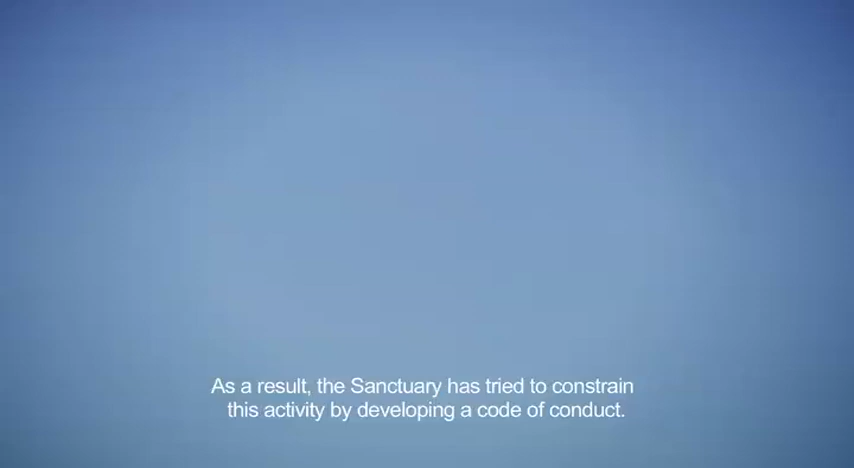 As a result, the Sanctuary has tried to constrain
this activity by developing a code of conduct.